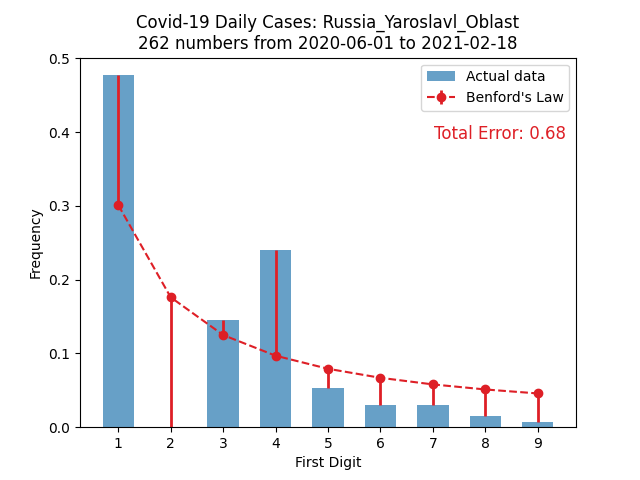 Covid-19 Daily Cases: Russia_Yaroslavl_Oblast
262 numbers from 2020-06-01 to 2021-02-18
Actual data
Benford's Law
Total Error: 0.68
Frequency
0.5
0.4
0.3
0.2
0.1
0.0
1 2 3 4 5 6 7 8 9
First Digit